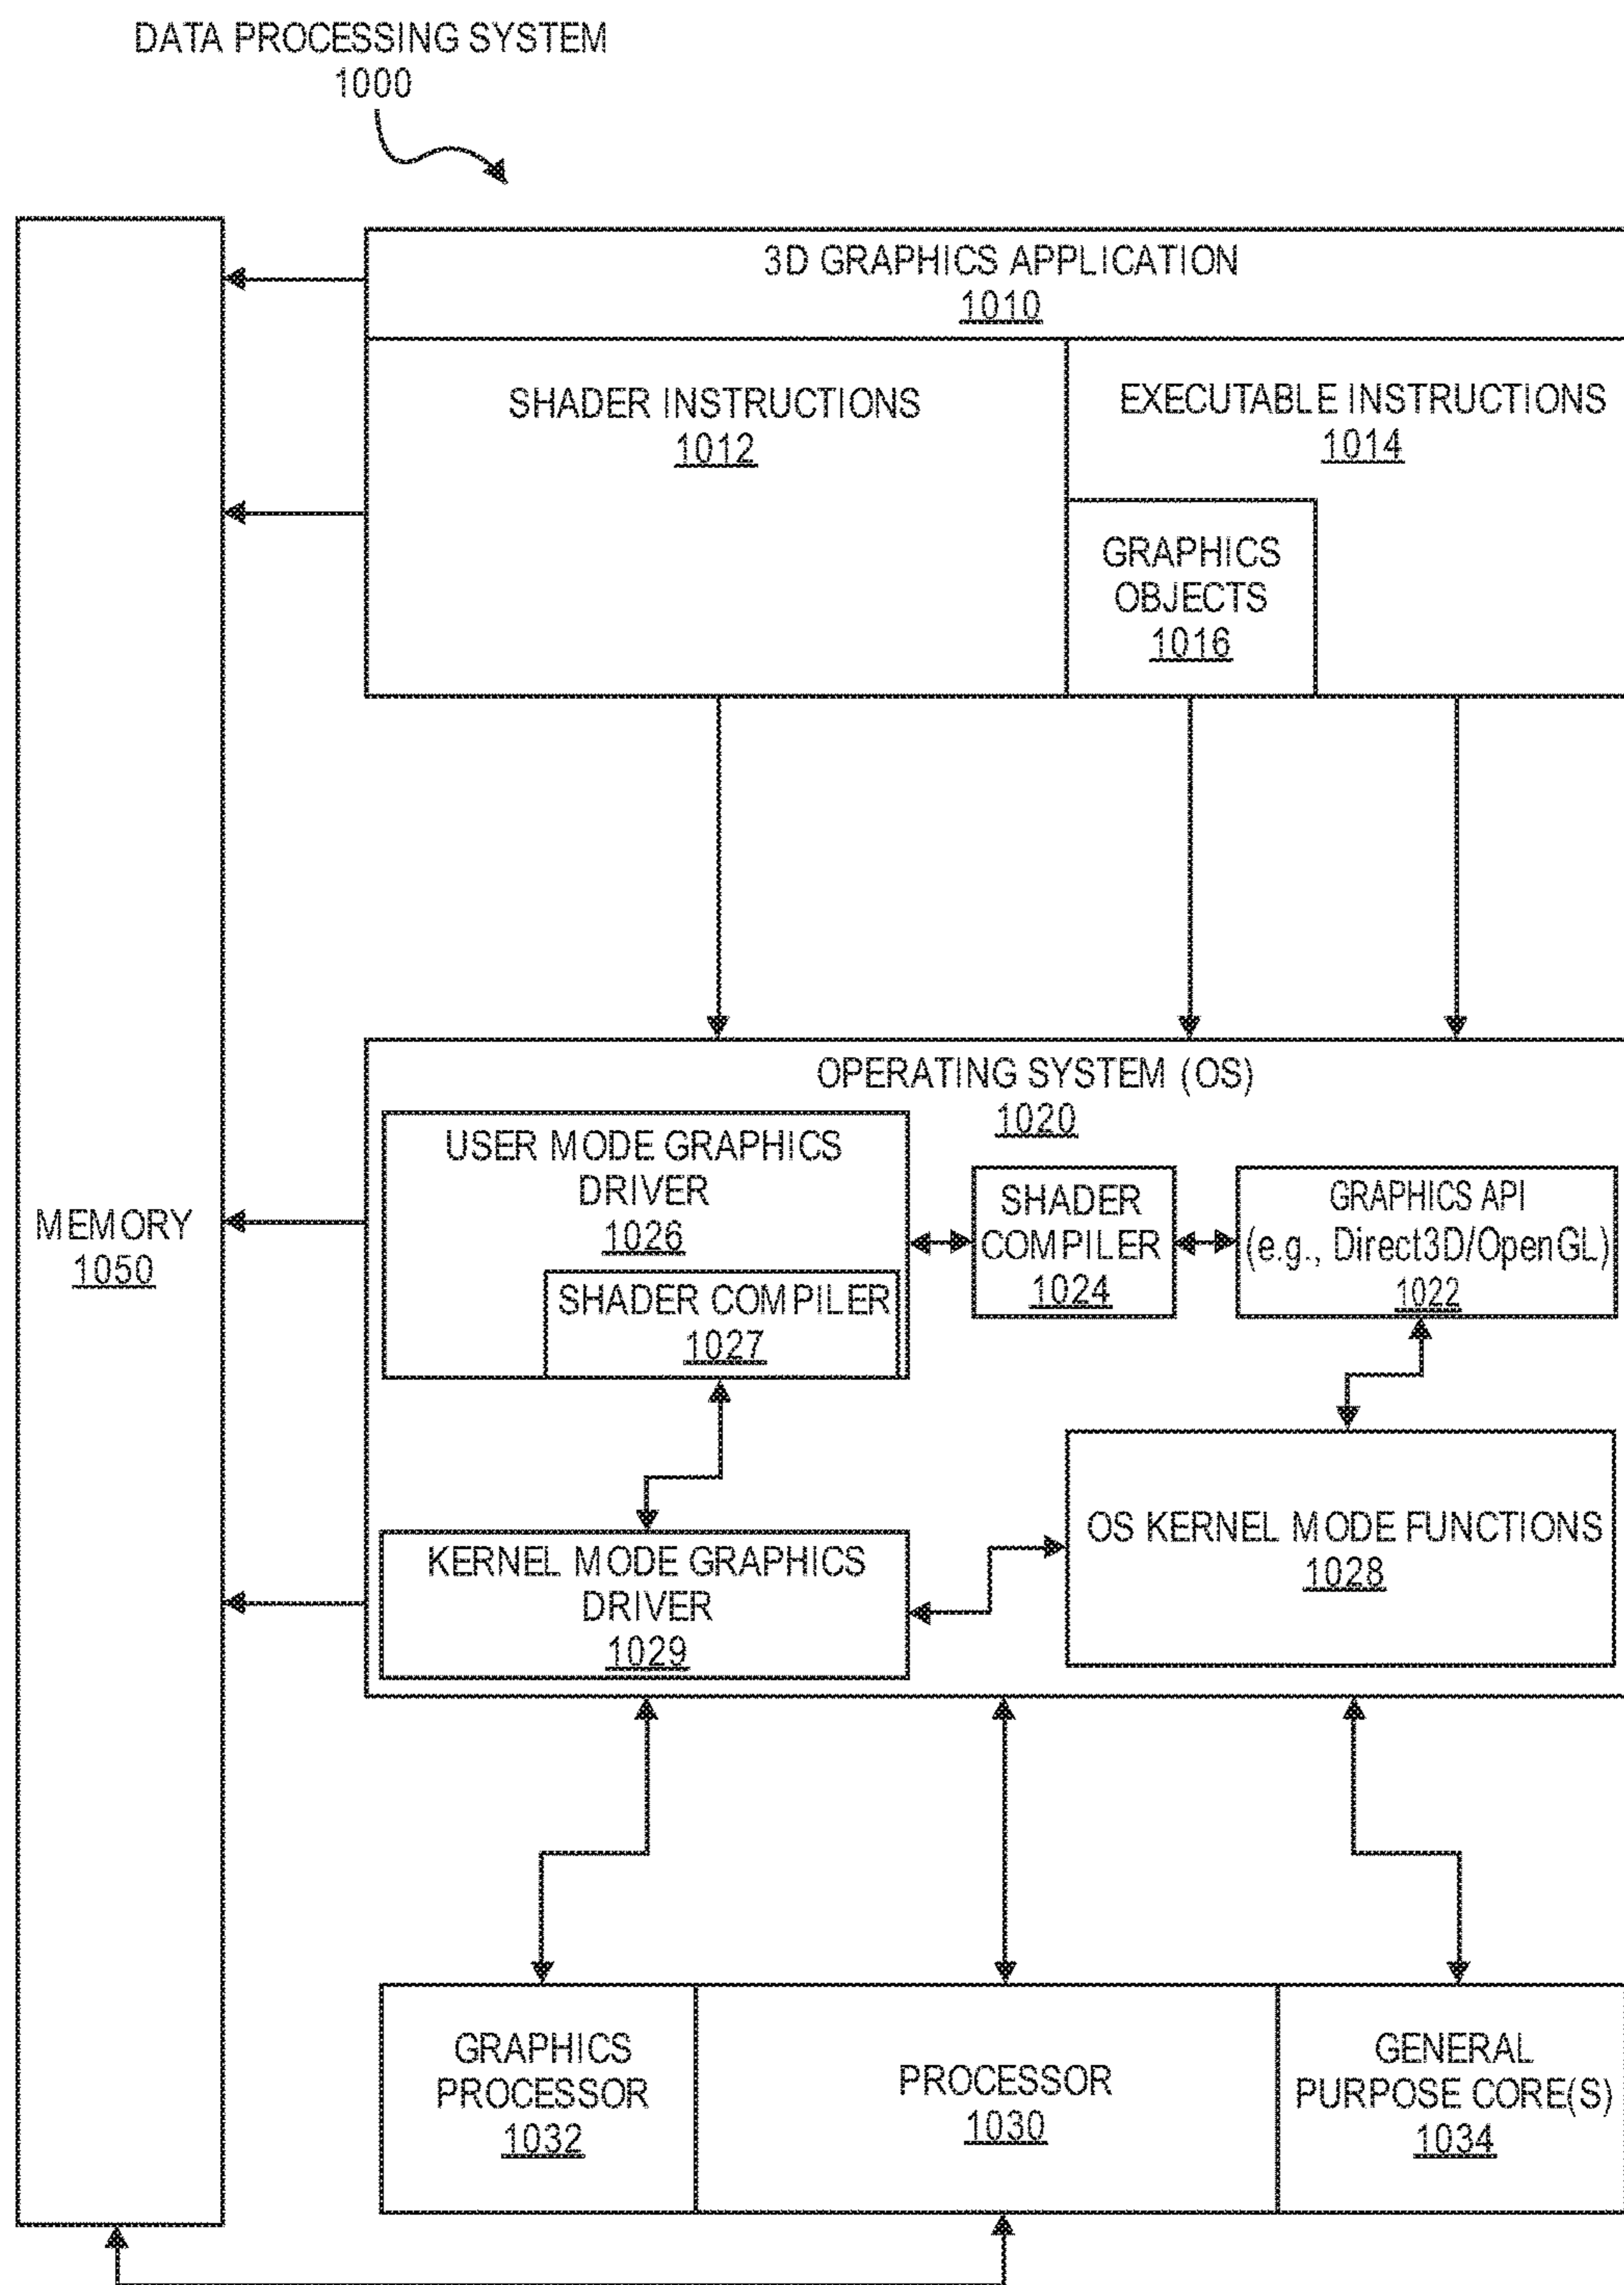 DATA PROCESSING SYSTEM
1000
3D GRAPHICS APPLICATION
1010
SHADER INSTRUCTIONS
1012
EXECUTABLE INSTRUCTIONS
1014
GRAPHICS
OBJECTS
1016
MEMORY
1050
OPERATING SYSTEM (OS)
1020
USER MODE GRAPHICS
DRIVER
1026
SHADER COMPILER
1027
SHADER
COMPILER
1024
GRAPHICS API
(e.g., Direct3D/OpenGL)
1022
KERNEL MODE GRAPHICS
DRIVER
1029
OS KERNEL MODE FUNCTIONS
1028
GRAPHICS
PROCESSOR
1032
PROCESSOR
1030
GENERAL
PURPOSE CORE(S)
1034